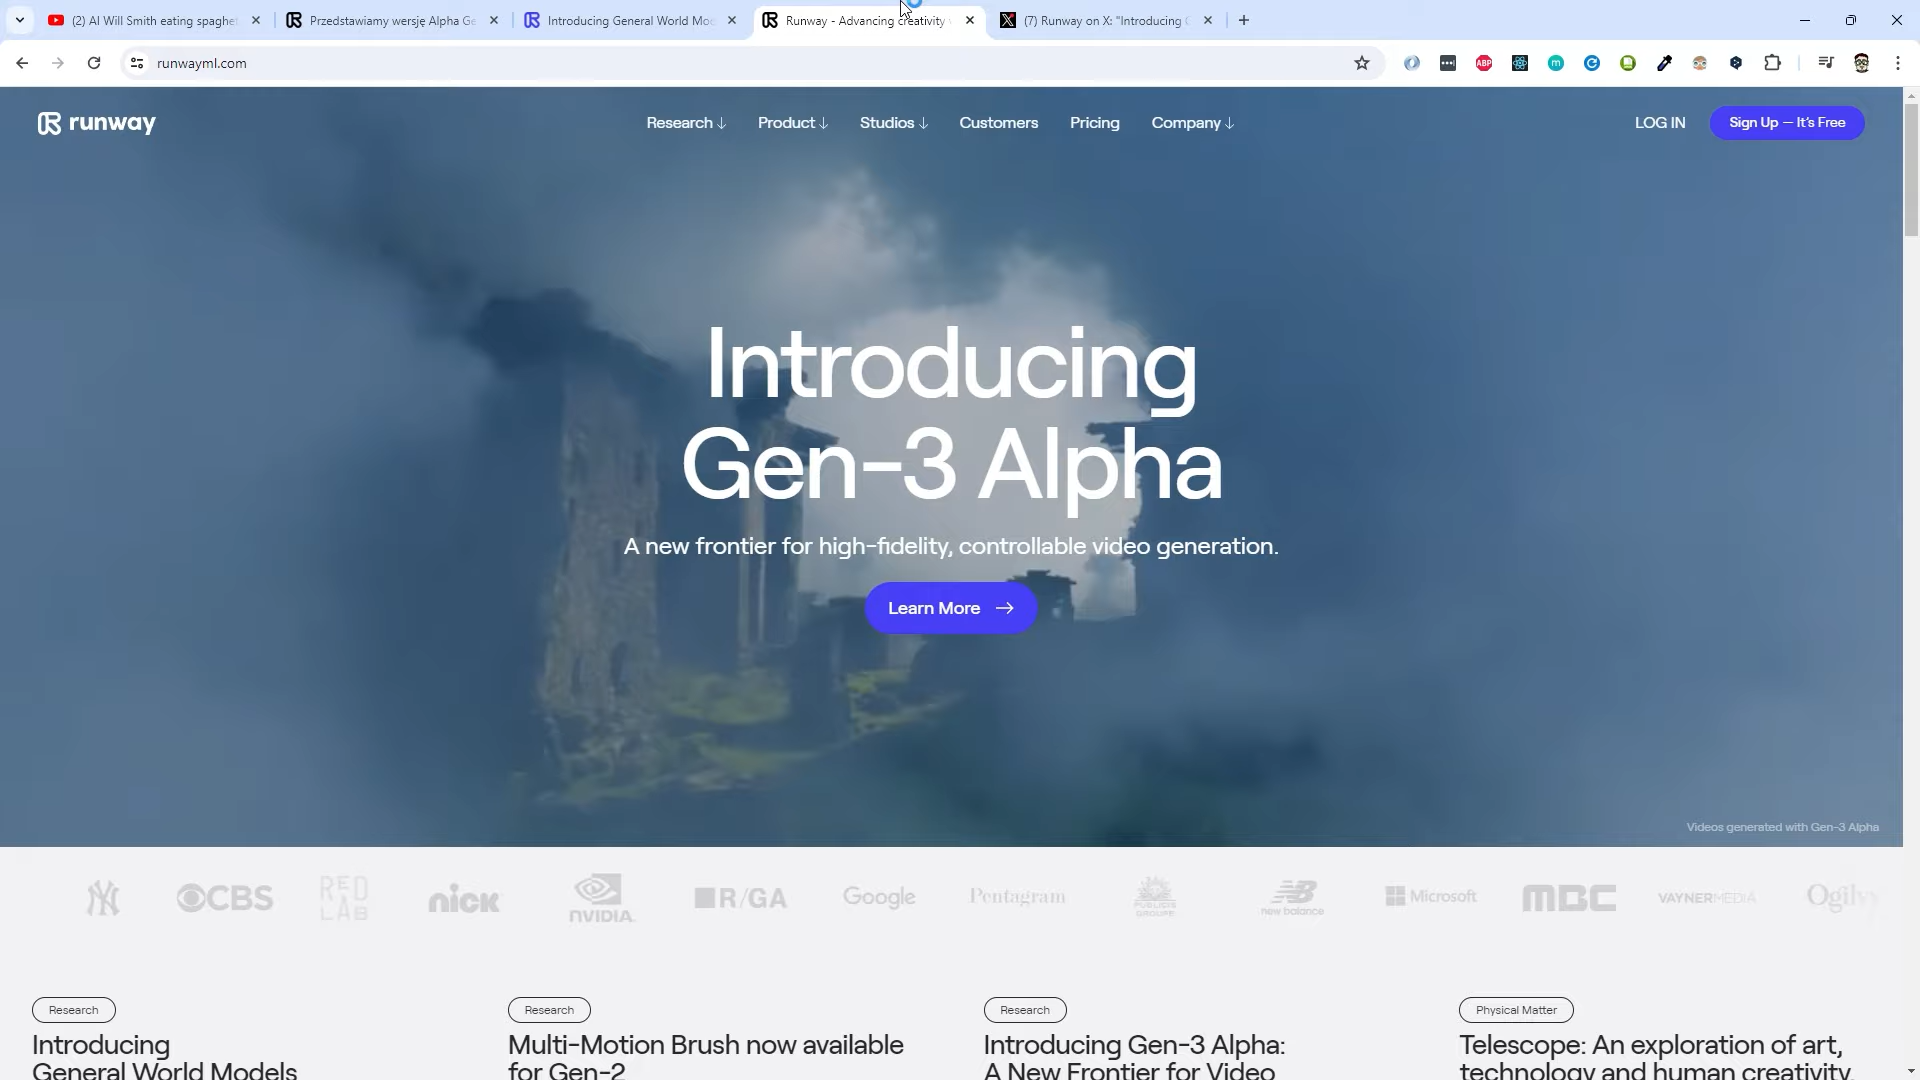 (2) AI Will Smith eating spaghet
Przedstawiamy wersję Alpha Ge
Introducing General World Mod
Runway - Advancing creativity
(7) Runway on X: "Introducing
runwayml.com
ABP
runway
Research ↓
Product ↓
Studios ↓
Customers
Pricing
Company ↓
LOG IN
Sign Up — It's Free
Introducing
Gen-3 Alpha
A new frontier for high-fidelity, controllable video generation.
Learn More →
Videos generated with Gen-3 Alpha
NY
CBS
RED
LAB
nick
NVIDIA.
R/GA
Google
Pentagram
PUBLICIS
GROUPE
new balance
Microsoft
MBC
VAYNERMEDIA
Ogilvy
Research
Introducing
General World Models
Research
Multi-Motion Brush now available
for Gen-2
Research
Introducing Gen-3 Alpha:
A New Frontier for Video
Physical Matter
Telescope: An exploration of art,
technology and human creativity.